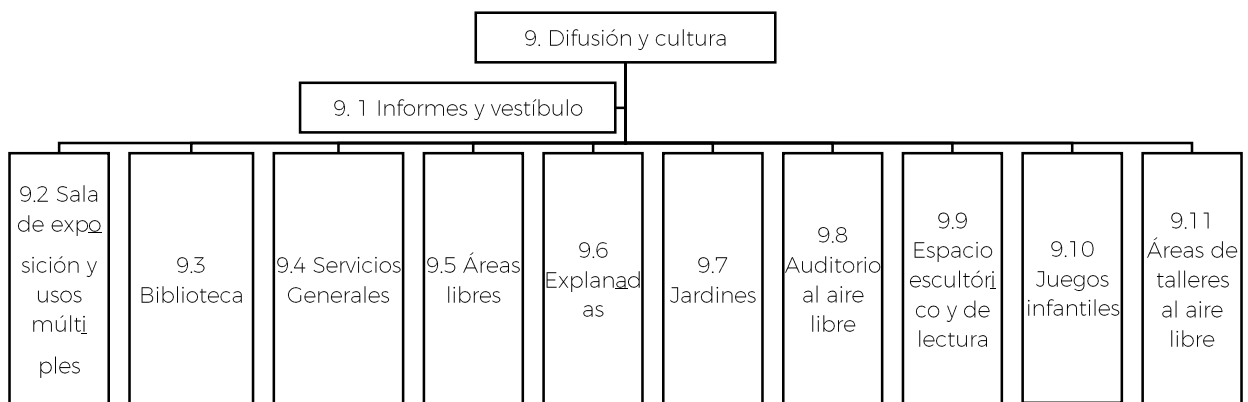 9. Difusión y cultura
9. 1 Informes y vestíbulo
9.2 Sala
de expo
sición y
usos
múlti
ples
9.3
Biblioteca
9.4 Servicios
Generales
9.5 Áreas
libres
9.6
Explanad
as
9.7
Jardines
9.8
Auditorio
al aire
libre
9.9
Espacio
escultóri
co y de
lectura
9.10
Juegos
infantiles
9.11
Áreas de
talleres
al aire
libre